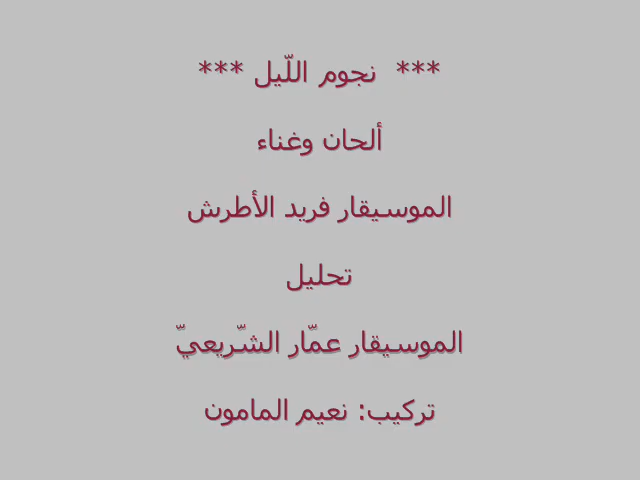 *** نجوم اللّيل ***
ألحان وغناء
الموسيقار فريد الأطرش
تحليل
الموسيقار عمّار الشّريعيّ
تركيب: نعيم المامون